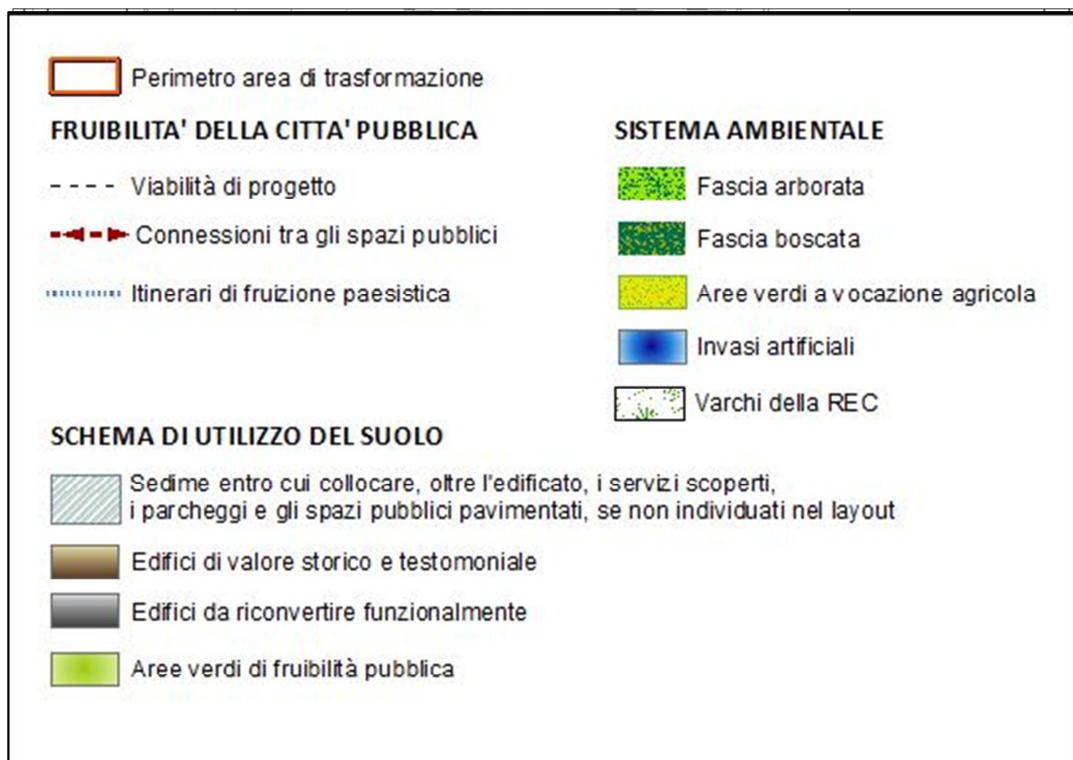 Perimetro area di trasformazione
FRUIBILITA' DELLA CITTA' PUBBLICA
Viabilità di progetto
Connessioni tra gli spazi pubblici
Itinerari di fruizione paesistica
SISTEMA AMBIENTALE
Fascia arborata
Fascia boscata
Aree verdi a vocazione agricola
Invasi artificiali
Varchi della REC
SCHEMA DI UTILIZZO DEL SUOLO
Sedime entro cui collocare, oltre l'edificato, i servizi scoperti,
i parcheggi e gli spazi pubblici pavimentati, se non individuati nel layout
Edifici di valore storico e testimoniale
Edifici da riconvertire funzionalmente
Aree verdi di fruibilità pubblica